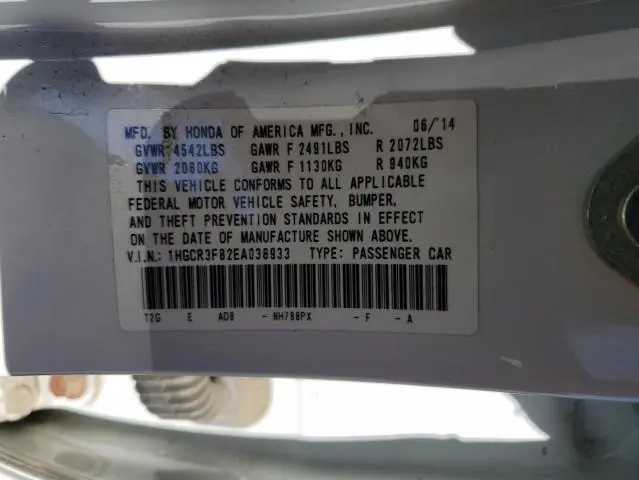 MFD. BY HONDA OF AMERICA MFG., INC. 06/'14
GVWR 4542LBS GAWR F 2491LBS R 2072LBS
GVWR 2060KG GAWR F 1130KG R 940KG
THIS VEHICLE CONFORMS TO ALL APPLICABLE
FEDERAL MOTOR VEHICLE SAFETY, BUMPER,
AND THEFT PREVENTION STANDARDS IN EFFECT
ON THE DATE OF MANUFACTURE SHOWN ABOVE.
V.I.N.: 1HGCR3F82EA038933 TYPE: PASSENGER CAR
T2G E AD8 - NH788PX - F - A